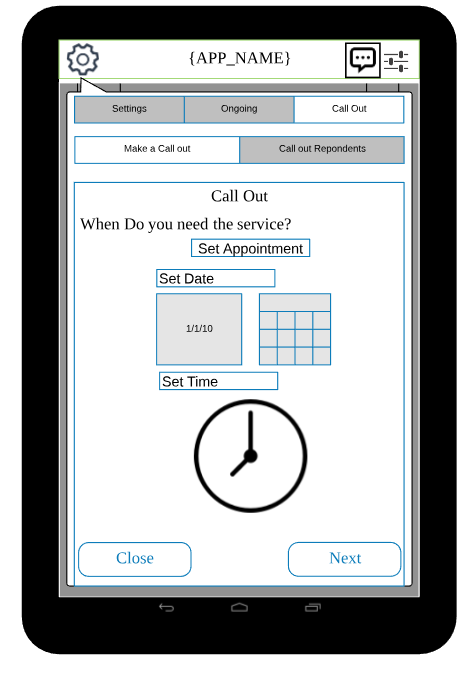 {APP_NAME}
Settings Ongoing Call Out
Make a Call out Call out Repondents
Call Out
When Do you need the service?
Set Appointment
Set Date
1/1/10
Set Time
Close Next